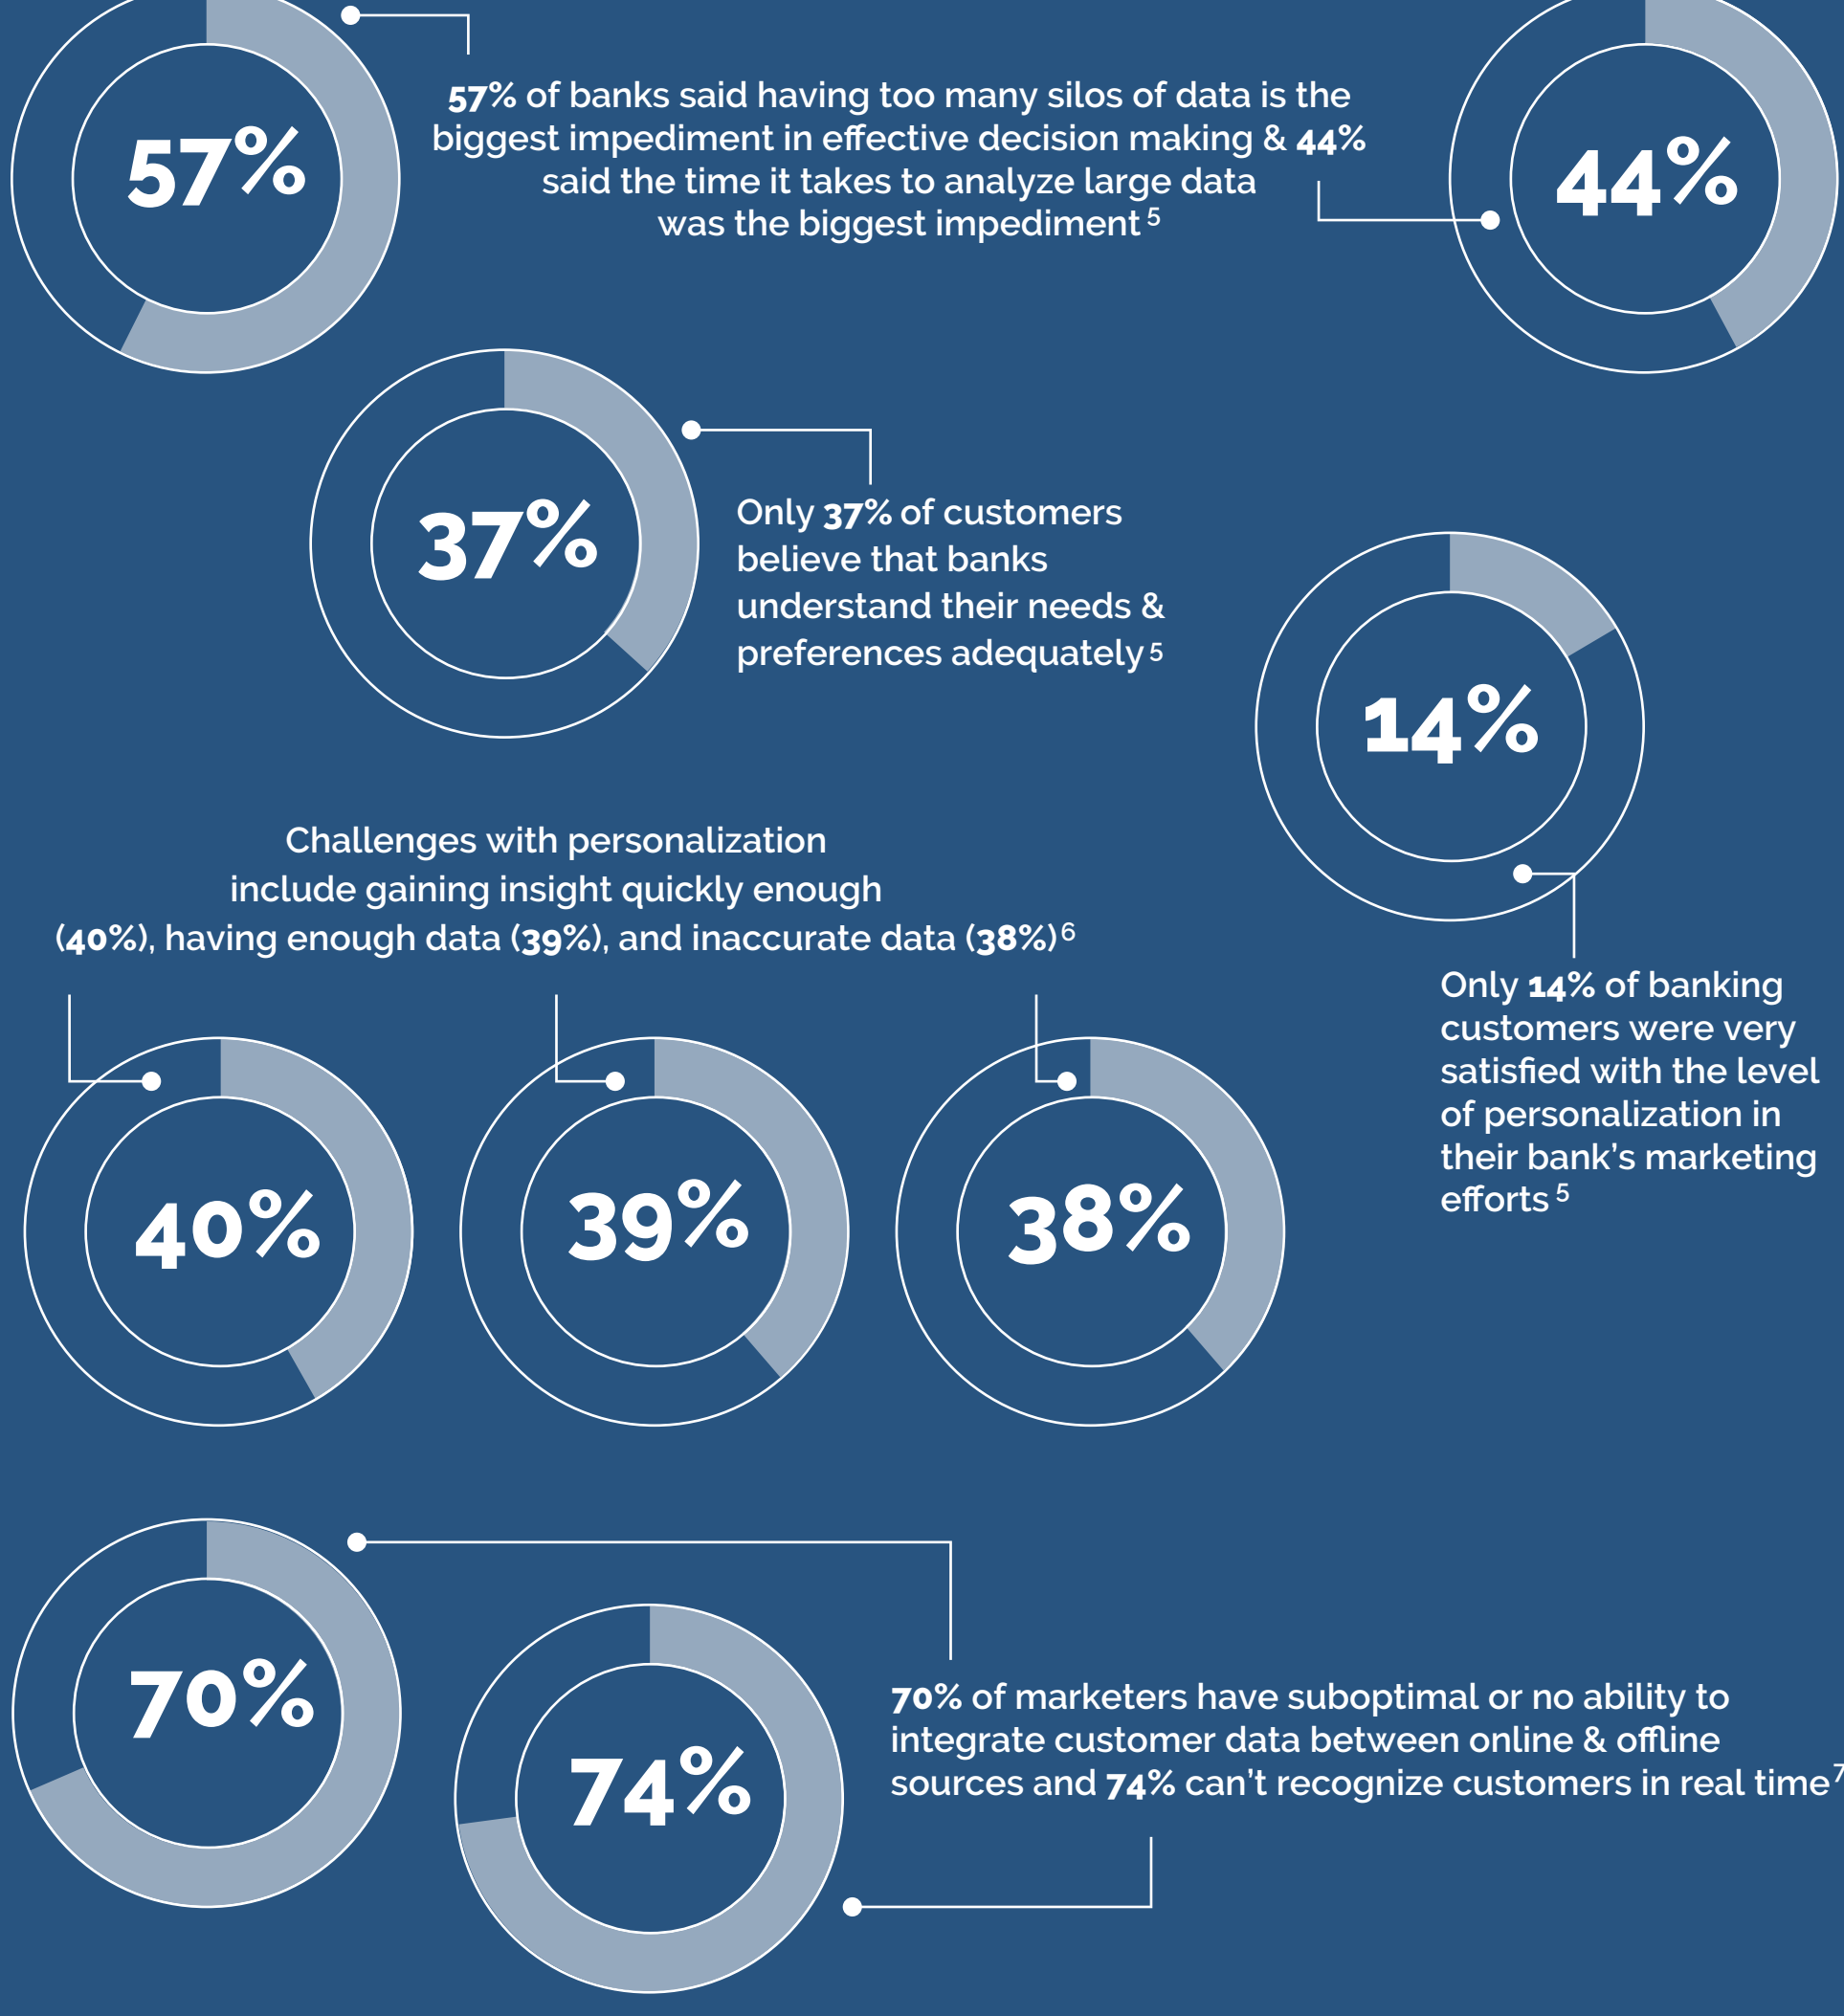 57%
57% of banks said having too many silos of data is the
biggest impediment in effective decision making & 44%
said the time it takes to analyze large data
was the biggest impediment 5
44%
37%
Only 37% of customers
believe that banks
understand their needs &
preferences adequately 5
14%
Only 14% of banking
customers were very
satisfied with the level
of personalization in
their bank’s marketing
efforts 5
Challenges with personalization
include gaining insight quickly enough
(40%), having enough data (39%), and inaccurate data (38%) 6
40%
39%
38%
70%
74%
70% of marketers have suboptimal or no ability to
integrate customer data between online & offline
sources and 74% can’t recognize customers in real time 7